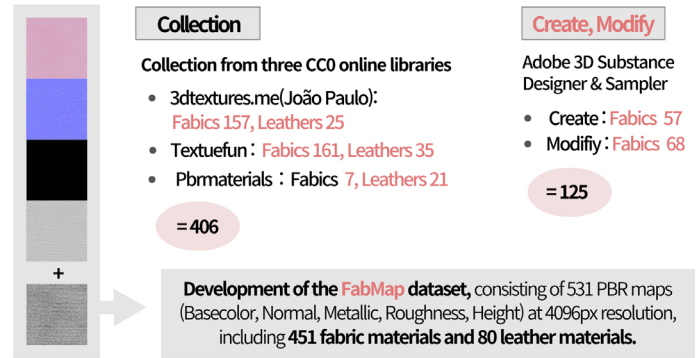 Collection
Collection from three CC0 online libraries
• 3dtextures.me(João Paulo):
Fabics 157, Leathers 25
• Textuefun: Fabics 161, Leathers 35
• Pbrmaterials : Fabics 7, Leathers 21
= 406
Create, Modify
Adobe 3D Substance
Designer & Sampler
• Create : Fabics 57
• Modifiy : Fabics 68
= 125
+
Development of the FabMap dataset, consisting of 531 PBR maps
(Basecolor, Normal, Metallic, Roughness, Height) at 4096px resolution,
including 451 fabric materials and 80 leather materials.